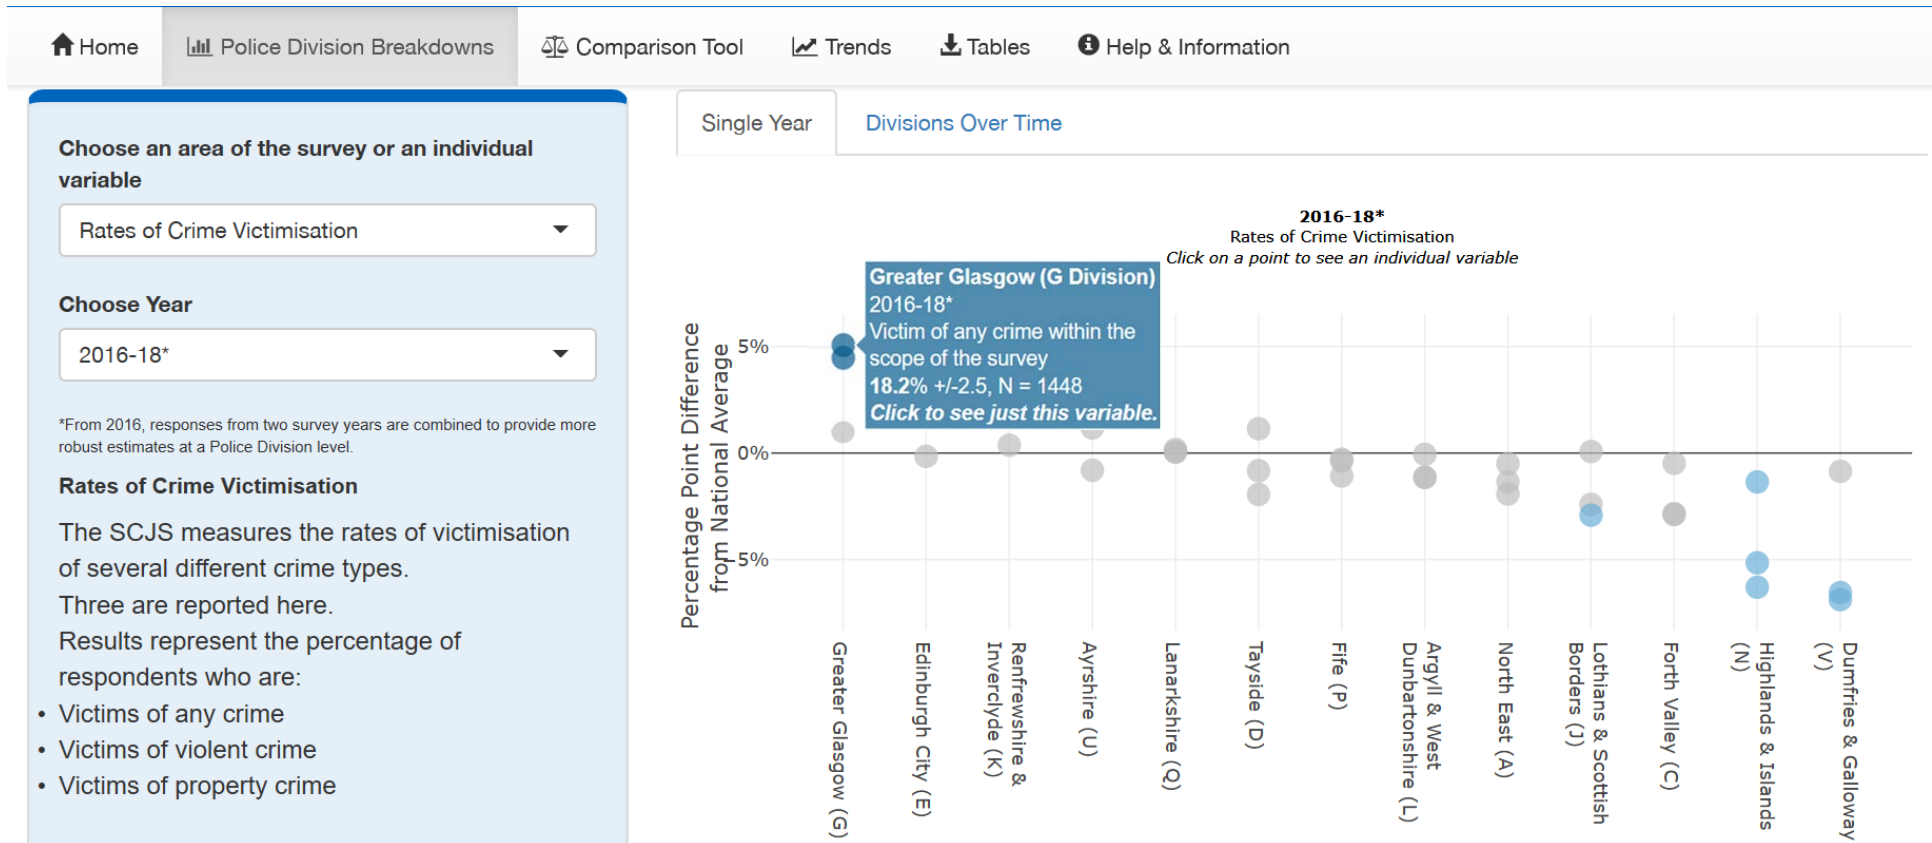 Home
Police Division Breakdowns
Comparison Tool
Trends
Tables
Help & Information
Choose an area of the survey or an individual
variable
Rates of Crime Victimisation
Choose Year
2016-18*
*From 2016, responses from two survey years are combined to provide more
robust estimates at a Police Division level.
Rates of Crime Victimisation
The SCJS measures the rates of victimisation
of several different crime types.
Three are reported here.
Results represent the percentage of
respondents who are:
• Victims of any crime
• Victims of violent crime
• Victims of property crime
Single Year
Divisions Over Time
2016-18*
Rates of Crime Victimisation
Click on a point to see an individual variable
Greater Glasgow (G Division)
2016-18*
Victim of any crime within the
scope of the survey
18.2% +/-2.5, N = 1448
Click to see just this variable.
Percentage Point Difference
from National Average
5%
0%
-5%
Greater Glasgow (G)
Edinburgh City (E)
Renfrewshire &
Inverclyde (K)
Ayrshire (U)
Lanarkshire (Q)
Tayside (D)
Fife (P)
Argyll & West
Dunbartonshire (L)
North East (A)
Lothians & Scottish
Borders (J)
Forth Valley (C)
Highlands & Islands
(N)
Dumfries & Galloway
(V)